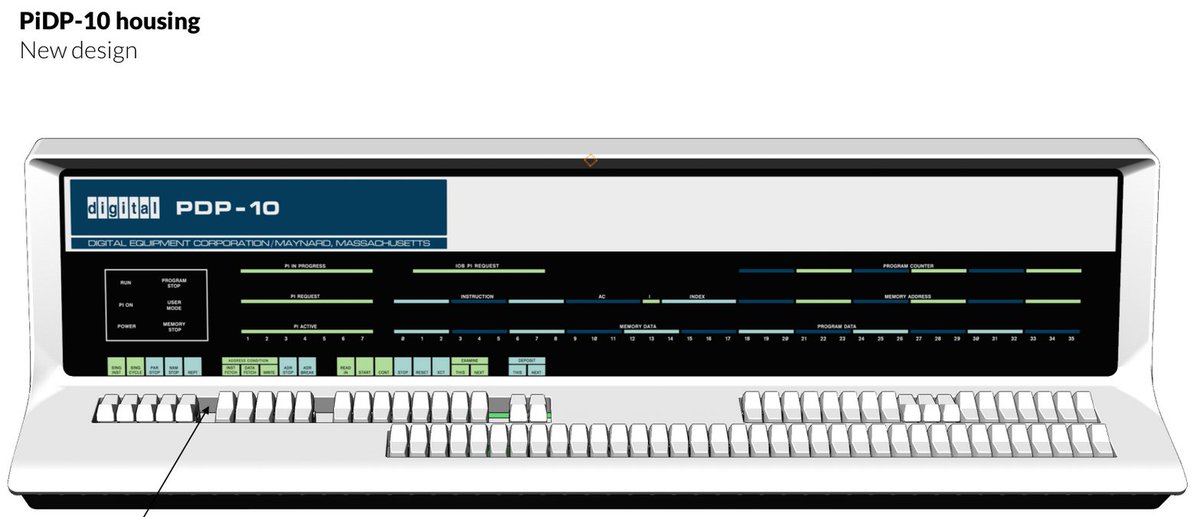 PiDP-10 housing
New design
digital PDP-10
DIGITAL EQUIPMENT CORPORATION/MAYNARD, MASSACHUSETTS
PI IN PROGRESS IOB PI REQUEST PROGRAM COUNTER
RUN PROGRAM STOP
PI REQUEST INSTRUCTION AC I INDEX MEMORY ADDRESS
PI ON USER MODE
PI ACTIVE MEMORY DATA PROGRAM DATA
POWER MEMORY STOP
1 2 3 4 5 6 7 0 1 2 3 4 5 6 7 8 9 10 11 12 13 14 15 16 17 18 19 20 21 22 23 24 25 26 27 28 29 30 31 32 33 34 35
ADDRESS CONDITION EXAMINE DEPOSIT
SING INST SING CYCLE PAR STOP NXM STOP REPT INST FETCH DATA FETCH WRITE ADR STOP ADR BREAK READ IN START CONT STOP RESET XCT THIS NEXT THIS NEXT